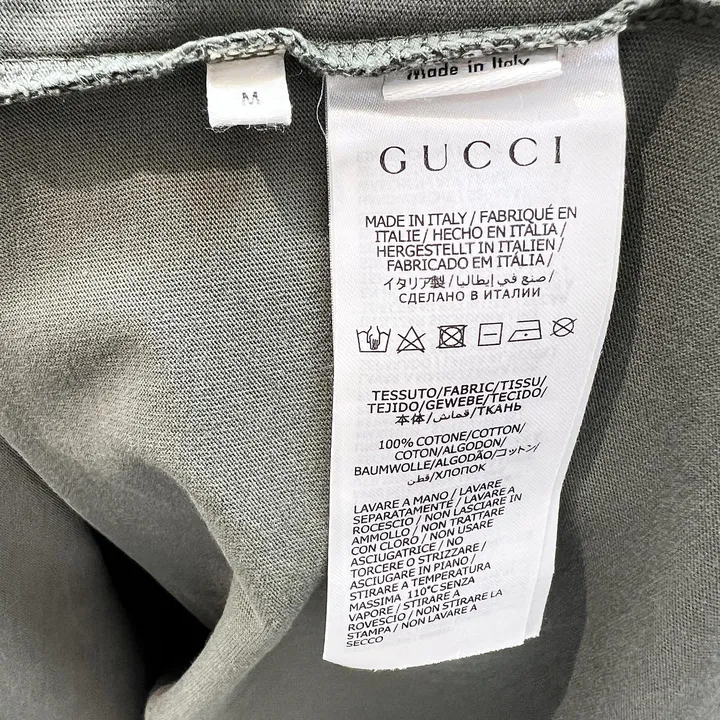 M
Made in Italy
GUCCI
MADE IN ITALY / FABRIQUÉ EN
ITALIE / HECHO EN ITALIA /
HERGESTELLT IN ITALIEN /
FABRICADO EM ITÁLIA /
イタリア製 / صنع في إيطاليا /
СДЕЛАНО В ИТАЛИИ
TESSUTO/FABRIC/TISSU/
TEJIDO/GEWEBE/TECIDO/
本体/قماش/ТКАНЬ
100% COTONE/COTTON/
COTON/ALGODON/
BAUMWOLLE/ALGODÃO/コットン/
قطن/ХЛОПОК
LAVARE A MANO / LAVARE
SEPARATAMENTE / LAVARE A
ROCESCIO / NON LASCIARE IN
AMMOLLO / NON TRATTARE
CON CLORO / NON USARE
ASCIUGATRICE / NO
TORCERE O STRIZZARE /
ASCIUGARE IN PIANO /
STIRARE A TEMPERATURA
MASSIMA 110°C SENZA
VAPORE / STIRARE A
ROVESCIO / NON STIRARE LA
STAMPA / NON LAVARE A
SECCO